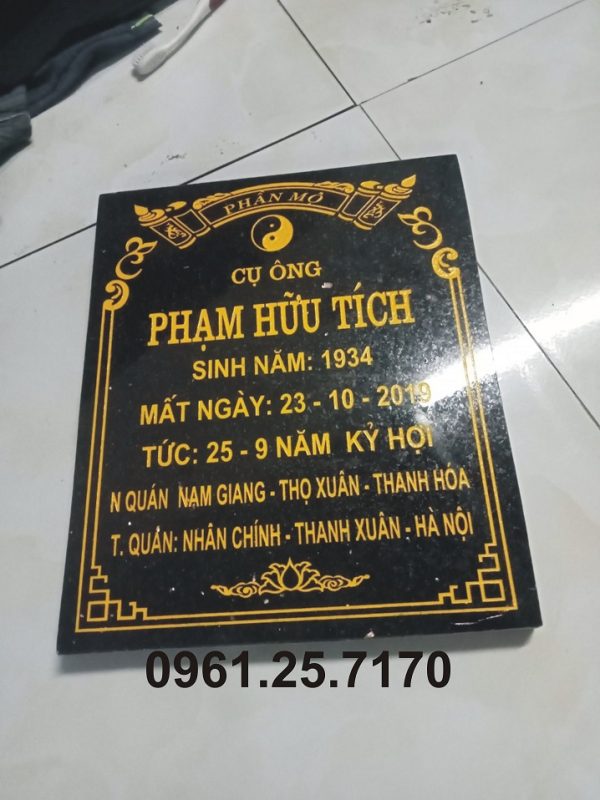 PHẦN MỘ
CỤ ÔNG
PHẠM HỮU TÍCH
SINH NĂM: 1934
MẤT NGÀY: 23 - 10 - 2019
TỨC: 25 - 9 NĂM KỶ HỢI
N QUÁN NAM GIANG - THỌ XUÂN - THANH HÓA
T. QUÁN: NHÂN CHÍNH - THANH XUÂN - HÀ NỘI
0961.25.7170